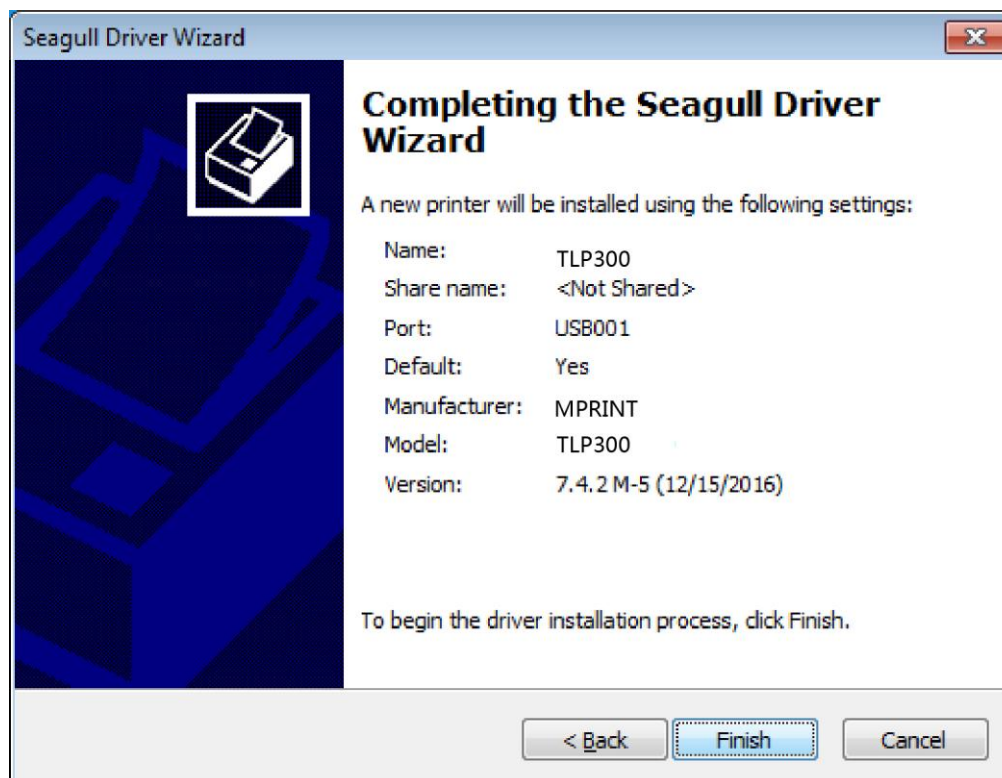 Seagull Driver Wizard
Completing the Seagull Driver
Wizard
A new printer will be installed using the following settings:
Name: TLP300
Share name: <Not Shared>
Port: USB001
Default: Yes
Manufacturer: MPRINT
Model: TLP300
Version: 7.4.2 M-5 (12/15/2016)
To begin the driver installation process, click Finish.
< Back Finish Cancel